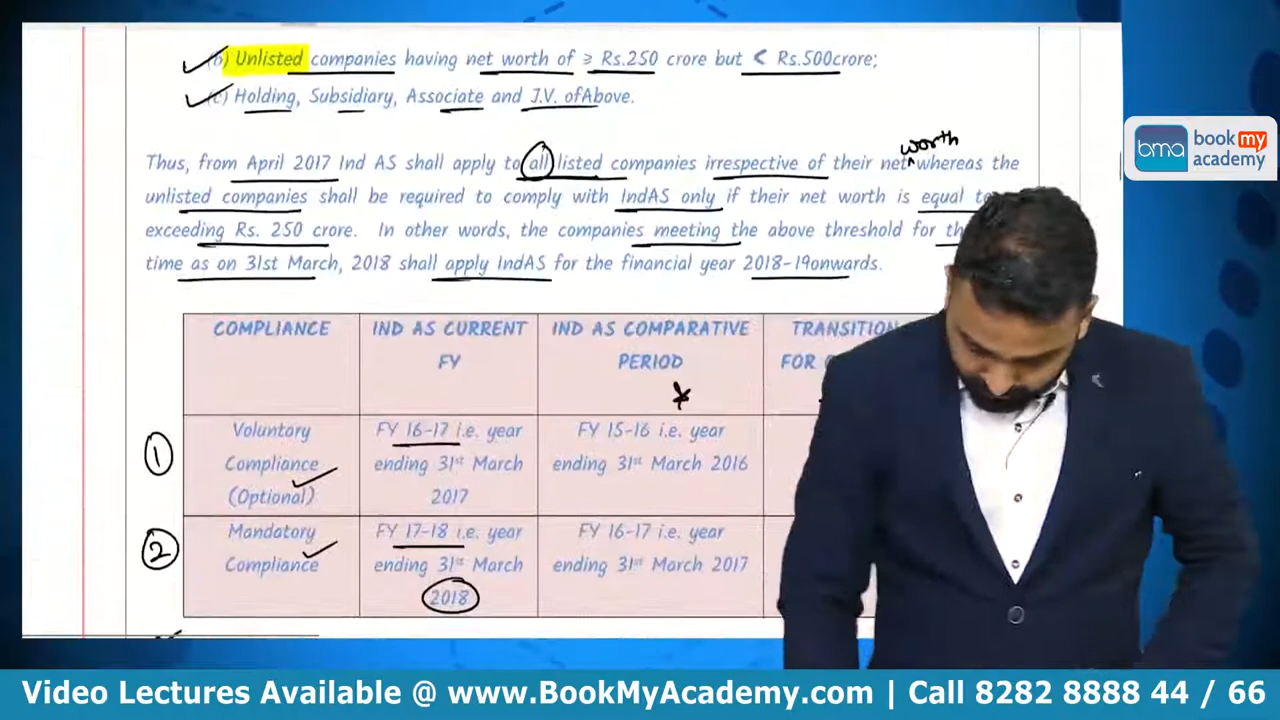 (b) Unlisted companies having net worth of ≥ Rs.250 crore but < Rs.500crore;
(c) Holding, Subsidiary, Associate and J.V. ofAbove.
worth
Thus, from April 2017 Ind AS shall apply to all listed companies irrespective of their net whereas the
unlisted companies shall be required to comply with IndAS only if their net worth is equal
exceeding Rs. 250 crore. In other words, the companies meeting the above threshold for
time as on 31st March, 2018 shall apply IndAS for the financial year 2018-19onwards.
COMPLIANCE IND AS CURRENT FY IND AS COMPARATIVE PERIOD TRANSITION FOR
*
1 Voluntary Compliance (Optional) FY 16-17 i.e. year ending 31st March 2017 FY 15-16 i.e. year ending 31st March 2016
2 Mandatory Compliance FY 17-18 i.e. year ending 31st March 2018 FY 16-17 i.e. year ending 31st March 2017
bma book my academy
Video Lectures Available @ www.BookMyAcademy.com | Call 8282 8888 44 / 66